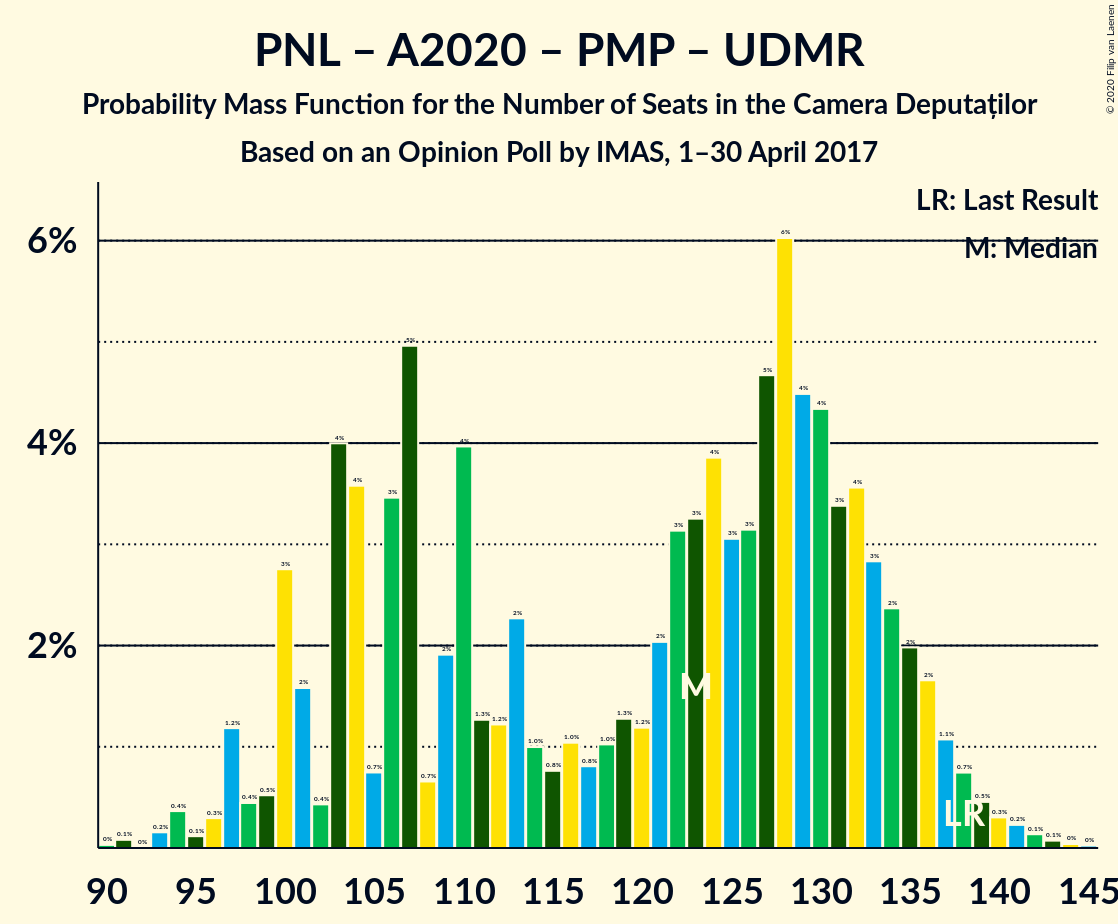 PNL – A2020 – PMP – UDMR
Probability Mass Function for the Number of Seats in the Camera Deputaților
Based on an Opinion Poll by IMAS, 1–30 April 2017
© 2020 Filip van Laenen
LR: Last Result
M: Median
6%
4%
2%
0% 0.1% 0% 0.2% 0.4% 0.1% 0.3% 1.2% 0.4% 0.5% 3% 2% 0.4% 4% 4% 0.7% 3% 5% 0.7% 2% 4% 1.3% 1.2% 2% 1.0% 0.8% 1.0% 0.8% 1.0% 1.3% 1.2% 2% 3% 3% 4% 3% 3% 5% 6% 4% 4% 3% 4% 3% 2% 2% 2% 1.1% 0.7% 0.5% 0.3% 0.2% 0.1% 0.1% 0% 0%
M
LR
90 95 100 105 110 115 120 125 130 135 140 145